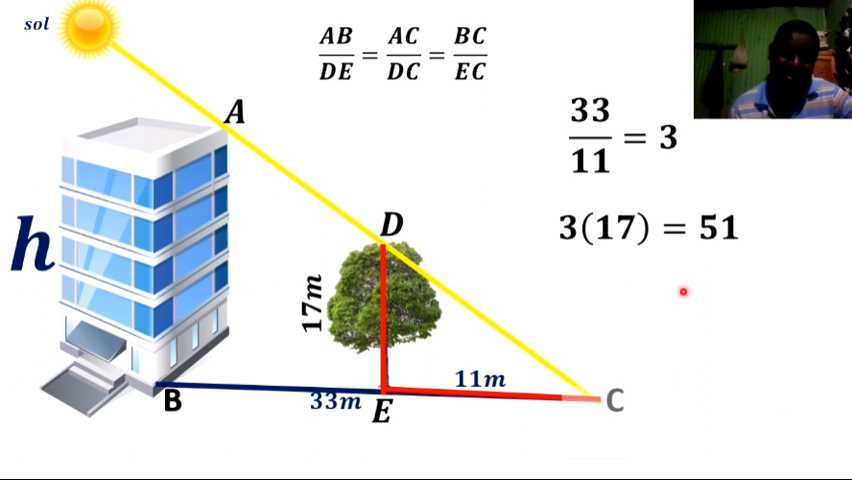 sol
AB/DE = AC/DC = BC/EC
33/11 = 3
A
3(17) = 51
h
D
17m
11m
B
33m
E
C